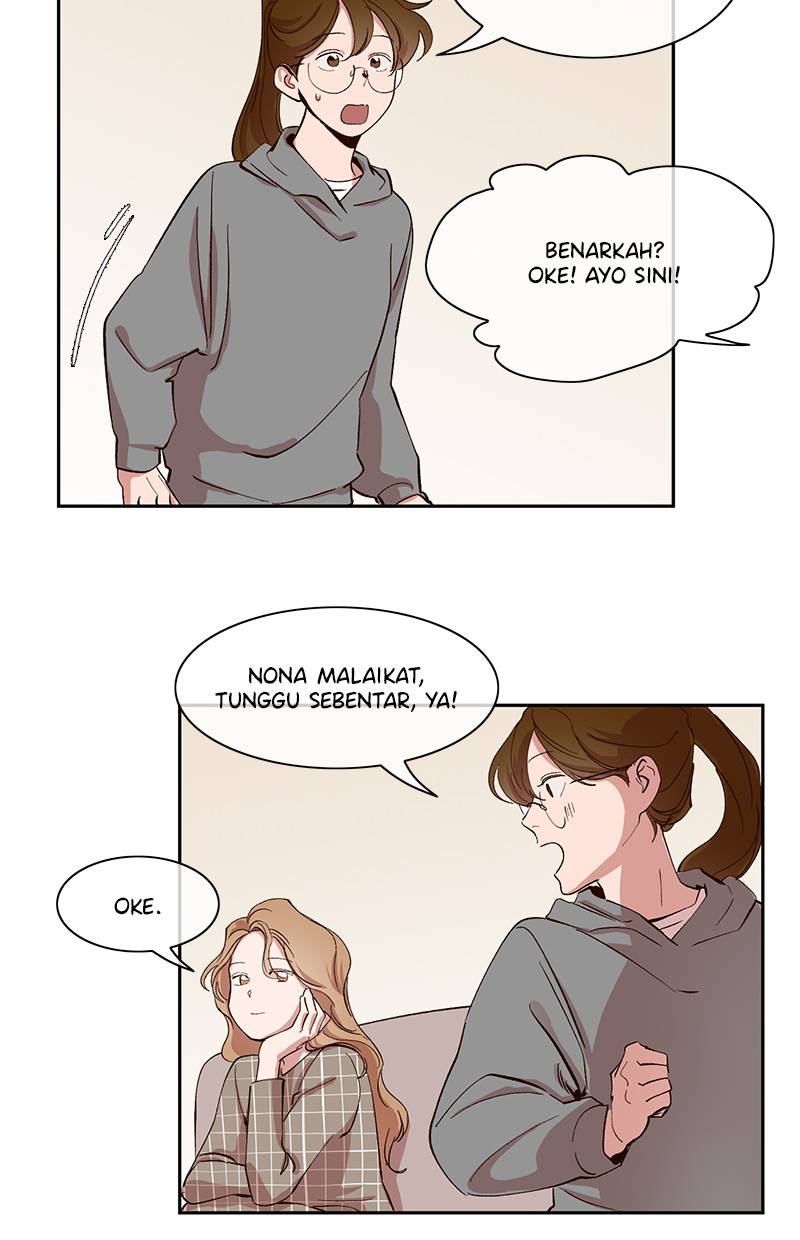 BENARKAH?
OKE! AYO SINI!
NONA MALAIKAT,
TUNGGU SEBENTAR, YA!
OKE.